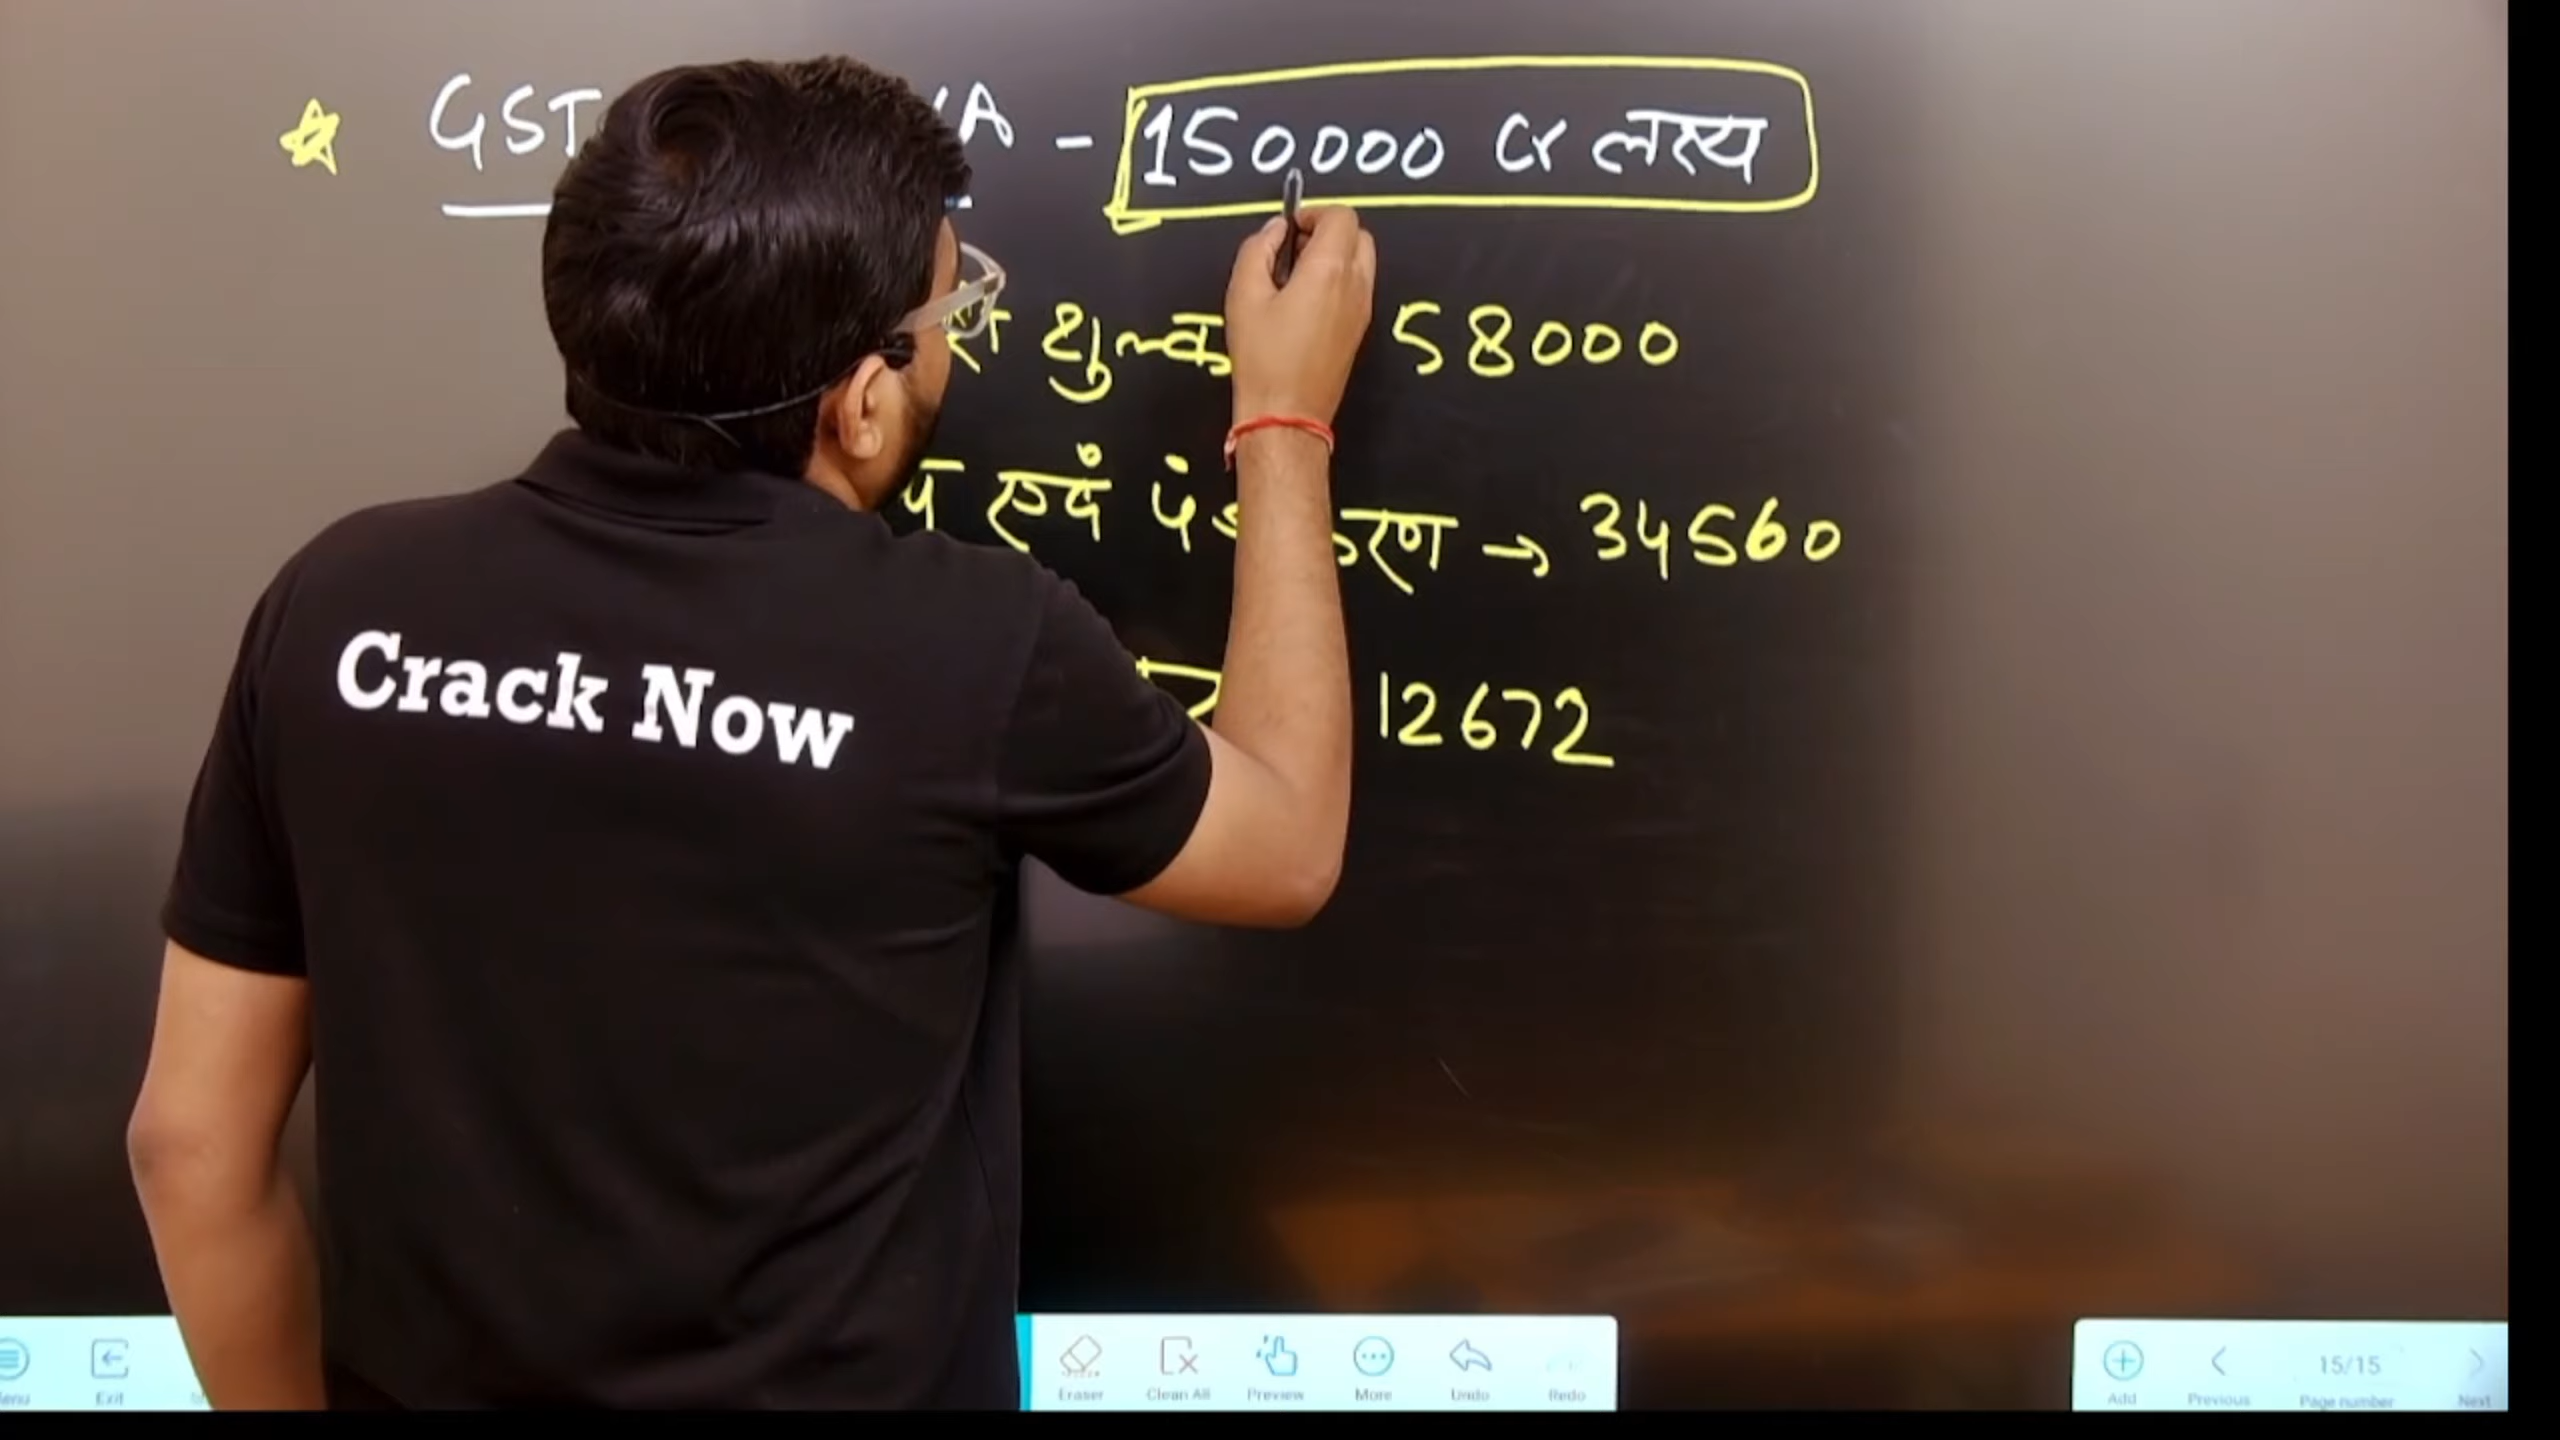 GST - 150000 Cr लक्ष्य
शुल्क 58000
एवं → 34560
12672
Crack Now
Exit
Eraser Clean All Preview More Undo Redo
Add Previous 15/15 Page number Next